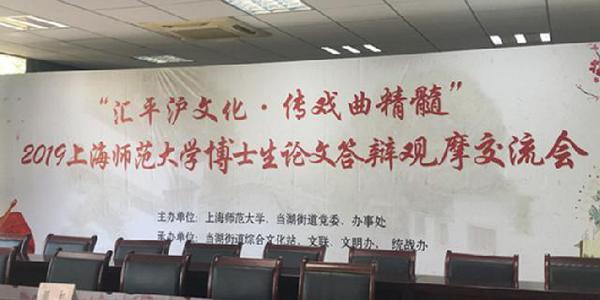 “汇平沪文化·传戏曲精髓”
2019上海师范大学博士生论文答辩观摩交流会
主办单位：上海师范大学、当湖街道党委、办事处
承办单位：当湖街道综合文化站、文联、文明办、统战办